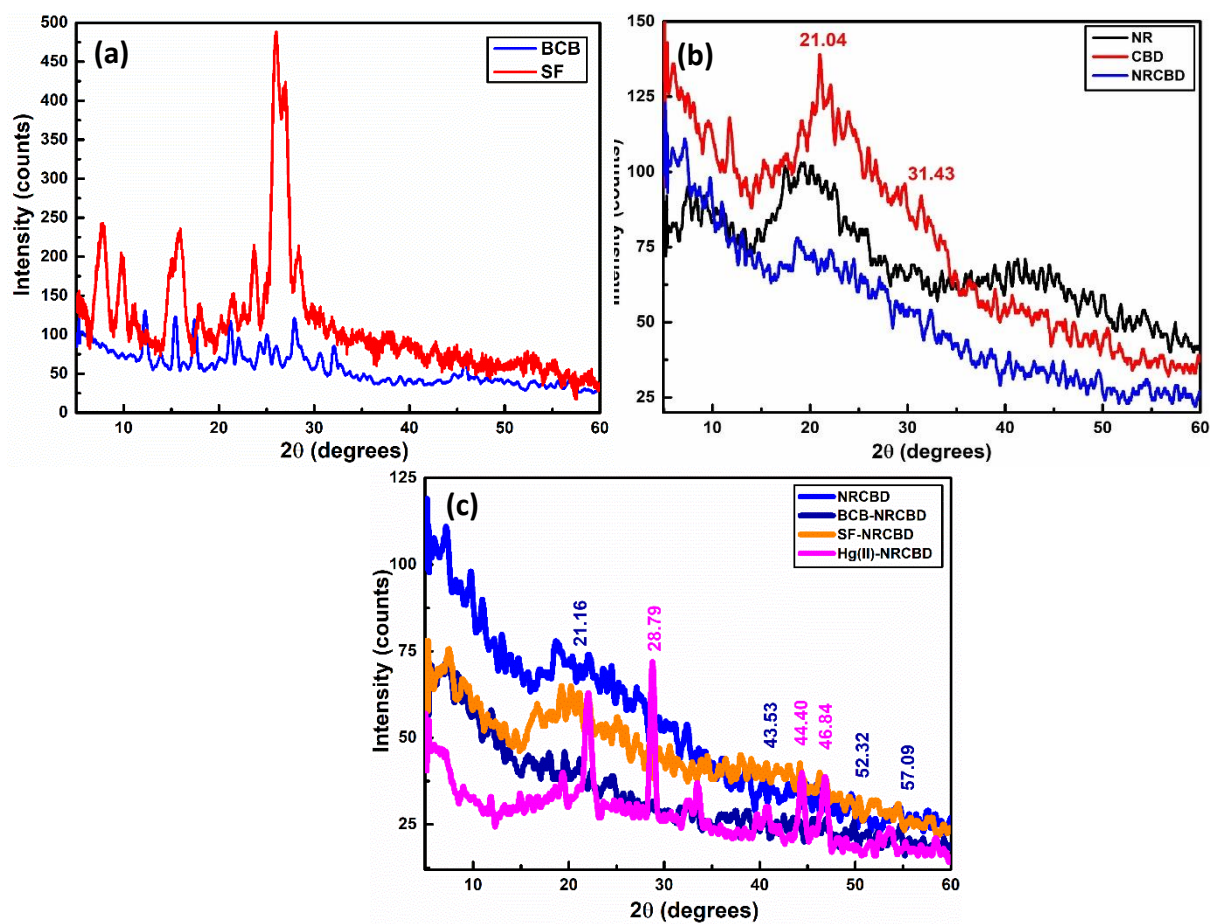 (a)
BCB
SF
500
450
400
350
300
250
200
150
100
50
0
Intensity (counts)
10 20 30 40 50 60
2θ (degrees)
(b)
NR
CBD
NRCBD
21.04
31.43
150
125
100
75
50
25
Intensity (counts)
10 20 30 40 50 60
2θ (degrees)
(c)
NRCBD
BCB-NRCBD
SF-NRCBD
Hg(II)-NRCBD
21.16
28.79
43.53
44.40
46.84
52.32
57.09
125
100
75
50
25
Intensity (counts)
10 20 30 40 50 60
2θ (degrees)